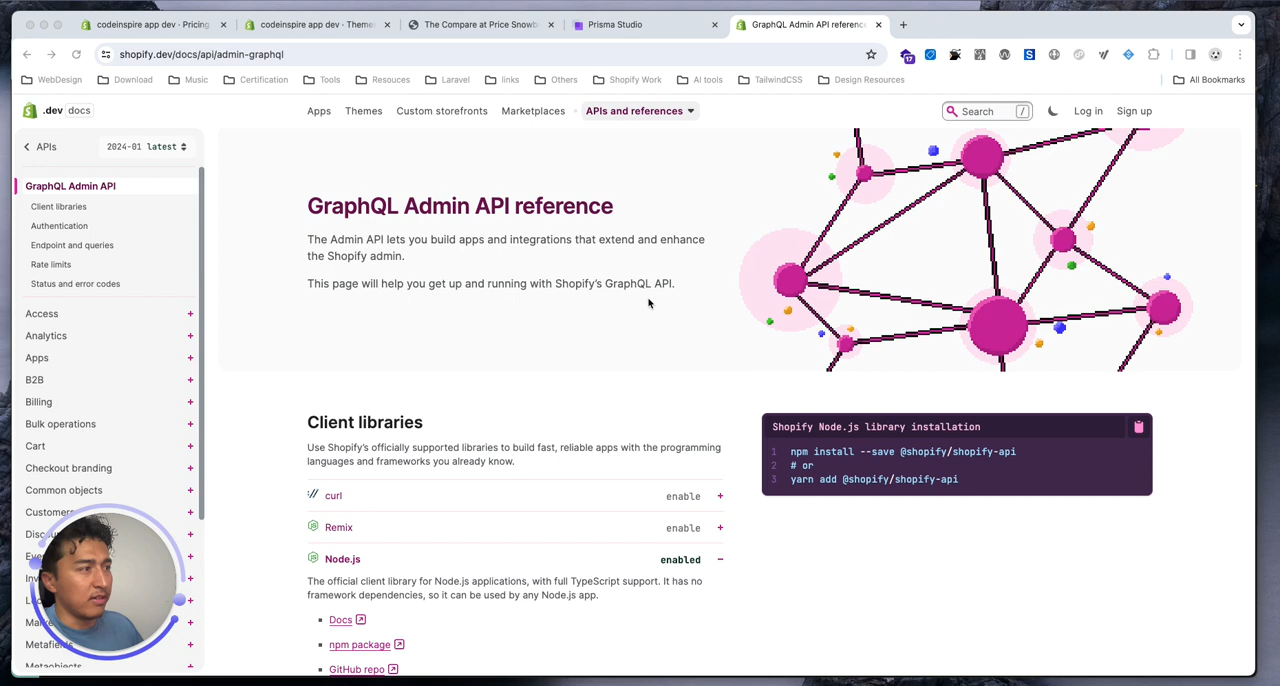 codeinspire app dev · Pricing
codeinspire app dev · Theme
The Compare at Price Snowb
Prisma Studio
GraphQL Admin API reference
shopify.dev/docs/api/admin-graphql
17
WebDesign
Download
Music
Certification
Tools
Resouces
Laravel
links
Others
Shopify Work
AI tools
TailwindCSS
Design Resources
All Bookmarks
.dev docs
Apps
Themes
Custom storefronts
Marketplaces
APIs and references
Search /
Log in
Sign up
APIs
2024-01 latest
GraphQL Admin API
Client libraries
Authentication
Endpoint and queries
Rate limits
Status and error codes
Access
Analytics
Apps
B2B
Billing
Bulk operations
Cart
Checkout branding
Common objects
Customers
Metafields
Metaobjects
GraphQL Admin API reference
The Admin API lets you build apps and integrations that extend and enhance
the Shopify admin.
This page will help you get up and running with Shopify's GraphQL API.
Client libraries
Use Shopify's officially supported libraries to build fast, reliable apps with the programming
languages and frameworks you already know.
curl enable +
Remix enable +
Node.js enabled −
The official client library for Node.js applications, with full TypeScript support. It has no
framework dependencies, so it can be used by any Node.js app.
Docs
npm package
GitHub repo
Shopify Node.js library installation
1 npm install --save @shopify/shopify-api
2 # or
3 yarn add @shopify/shopify-api